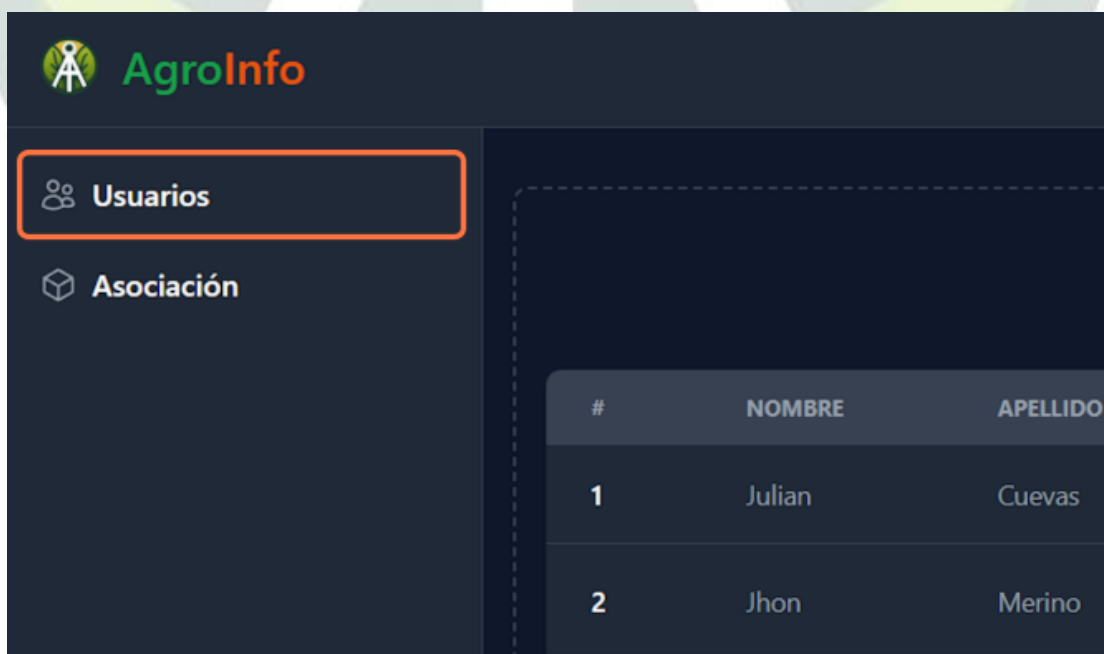 AgroInfo
Usuarios
Asociación
# NOMBRE APELLIDO
1 Julian Cuevas
2 Jhon Merino